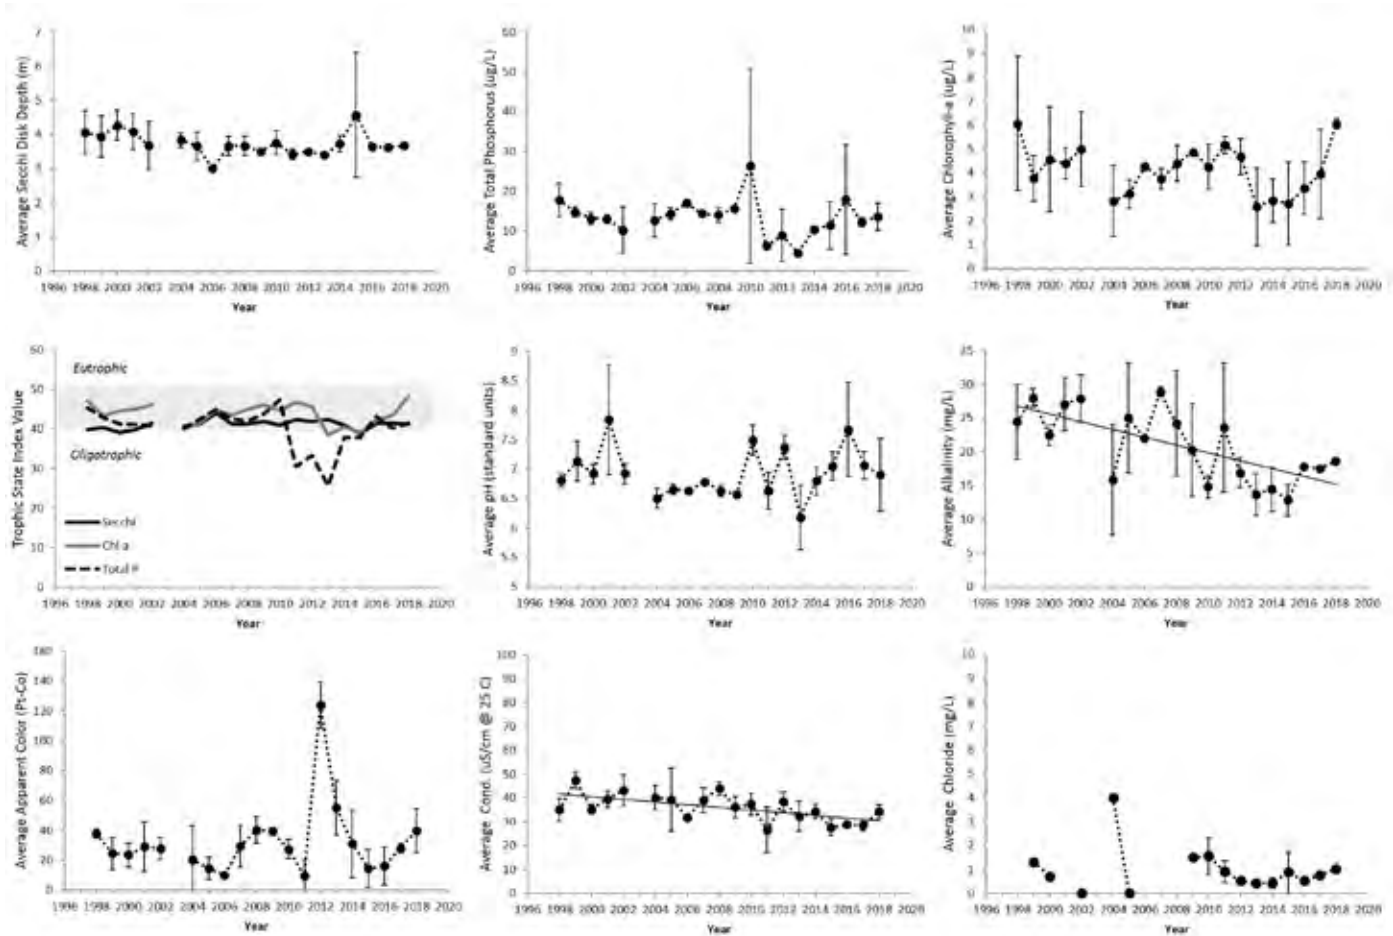 Average Secchi Disk Depth (m)
7
6
5
4
3
2
1
0
1996 1998 2000 2002 2004 2006 2008 2010 2012 2014 2016 2018 2020
Year
Average Total Phosphorus (ug/L)
60
50
40
30
20
10
0
1996 1998 2000 2002 2004 2006 2008 2010 2012 2014 2016 2018 2020
Year
Average Chlorophyll-a (ug/L)
10
9
8
7
6
5
4
3
2
1
0
1996 1998 2000 2002 2004 2006 2008 2010 2012 2014 2016 2018 2020
Year
Trophic State Index Value
60
50
40
30
20
10
0
Eutrophic
Oligotrophic
Secchi
Chl a
Total P
1996 1998 2000 2002 2004 2006 2008 2010 2012 2014 2016 2018 2020
Year
Average pH (standard units)
9
8.5
8
7.5
7
6.5
6
5.5
5
1996 1998 2000 2002 2004 2006 2008 2010 2012 2014 2016 2018 2020
Year
Average Alkalinity (mg/L)
35
30
25
20
15
10
5
0
1996 1998 2000 2002 2004 2006 2008 2010 2012 2014 2016 2018 2020
Year
Average Apparent Color (Pt-Co)
160
140
120
100
80
60
40
20
0
1996 1998 2000 2002 2004 2006 2008 2010 2012 2014 2016 2018 2020
Year
Average Cond. (uS/cm @ 25 C)
100
90
80
70
60
50
40
30
20
10
0
1996 1998 2000 2002 2004 2006 2008 2010 2012 2014 2016 2018 2020
Year
Average Chloride (mg/L)
10
9
8
7
6
5
4
3
2
1
0
1996 1998 2000 2002 2004 2006 2008 2010 2012 2014 2016 2018 2020
Year